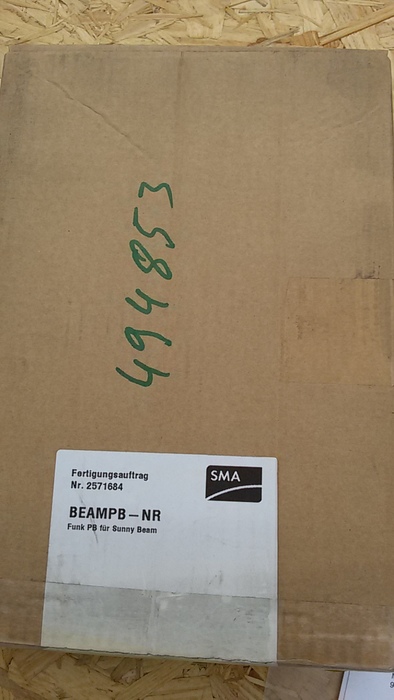 494853
Fertigungsauftrag
Nr. 2571684
SMA
BEAMPB–NR
Funk PB für Sunny Beam